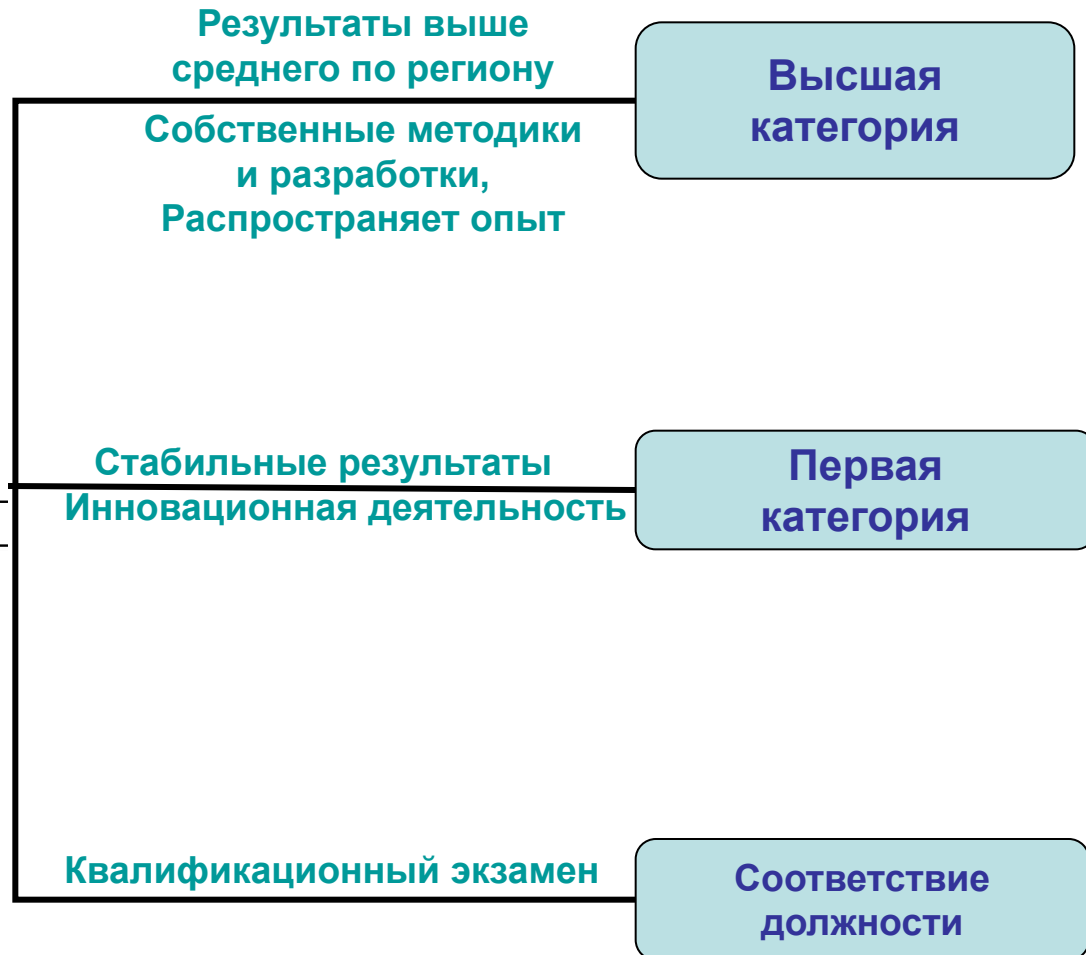 Результаты выше
среднего по региону
Высшая
категория
Собственные методики
и разработки,
Распространяет опыт
Стабильные результаты
Инновационная деятельность
Первая
категория
Квалификационный экзамен
Соответствие
должности